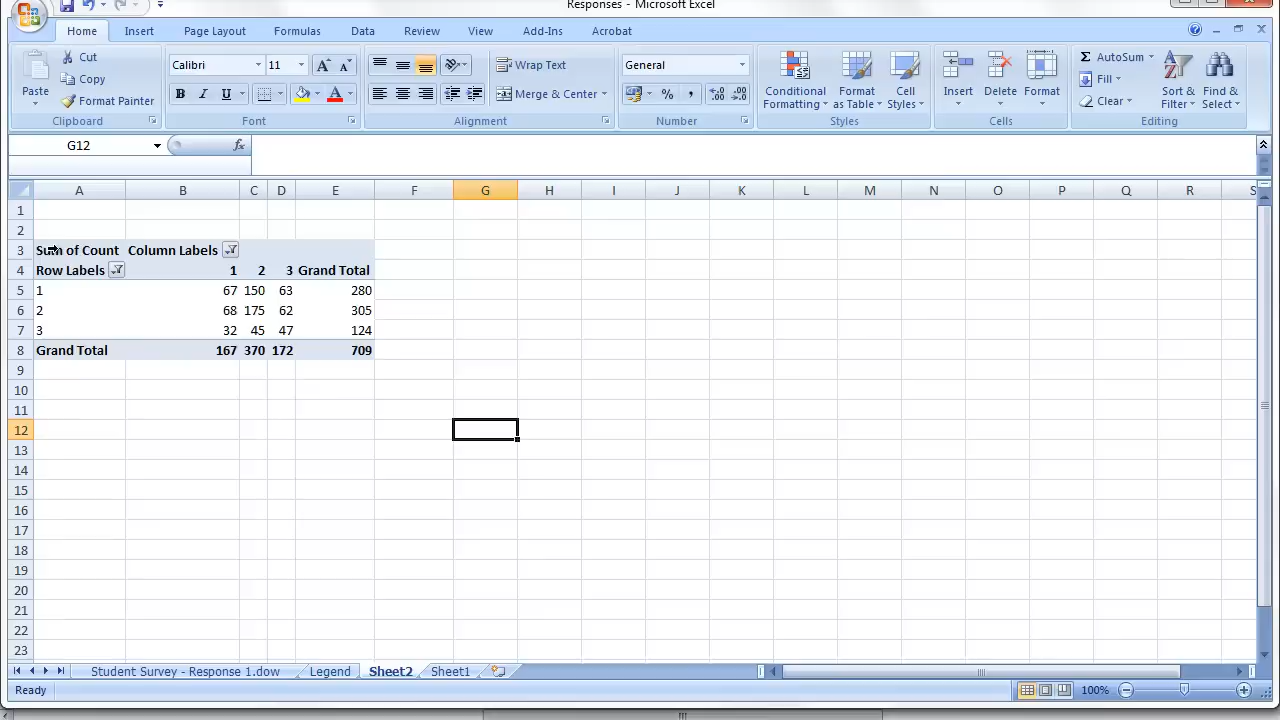 Responses - Microsoft Excel
Home Insert Page Layout Formulas Data Review View Add-Ins Acrobat
Paste Cut Copy Format Painter Clipboard
Calibri 11 A A B I U A Font
Wrap Text Merge & Center Alignment
General % , Number
Conditional Formatting Format as Table Cell Styles Styles
Insert Delete Format Cells
Σ AutoSum Fill Clear Sort & Filter Find & Select Editing
G12 fx
A B C D E F G H I J K L M N O P Q R S
1
2
3 Sum of Count Column Labels
4 Row Labels 1 2 3 Grand Total
5 1 67 150 63 280
6 2 68 175 62 305
7 3 32 45 47 124
8 Grand Total 167 370 172 709
9
10
11
12
13
14
15
16
17
18
19
20
21
22
23
Student Survey - Response 1.dow Legend Sheet2 Sheet1
Ready 100%